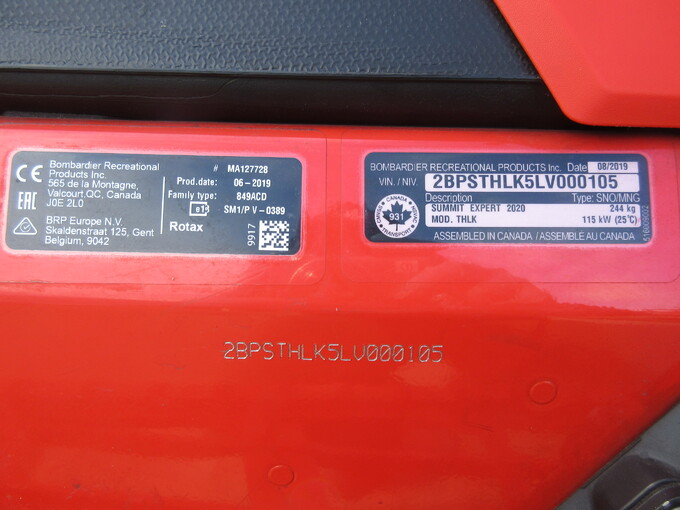 Bombardier Recreational
Products Inc.
565 de la Montagne,
Valcourt QC, Canada
J0E 2L0
BRP Europe N.V.
Skaldenstraat 125, Gent
Belgium, 9042
CE
EAC
# MA127728
Prod.date: 06-2019
Family type: 849ACD
e1 SM1/P V-0389
Rotax
9917
BOMBARDIER RECREATIONAL PRODUCTS Inc. Date 08/2019
VIN./ NIV. 2BPSTHLK5LV000105
Description Type: SNO/MNG
SUMMIT EXPERT 2020 244 kg
MOD. THLK 115 kW (25°C)
CANADA
931
TRANSPORT
ASSEMBLED IN CANADA / ASSEMBLE AU CANADA
2BPSTHLK5LV000105